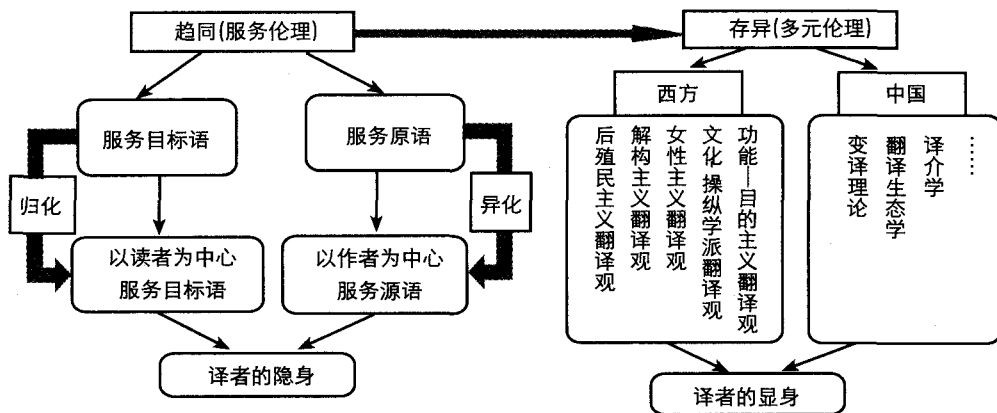 趋同(服务伦理)
存异(多元伦理)
服务目标语
服务原语
归化
异化
以读者为中心
服务目标语
以作者为中心
服务源语
译者的隐身
西方
中国
后殖民主义翻译观
解构主义翻译观
女性主义翻译观
文化 操纵学派翻译观
功能—目的主义翻译观
变译理论
翻译生态学
译介学
……
译者的显身